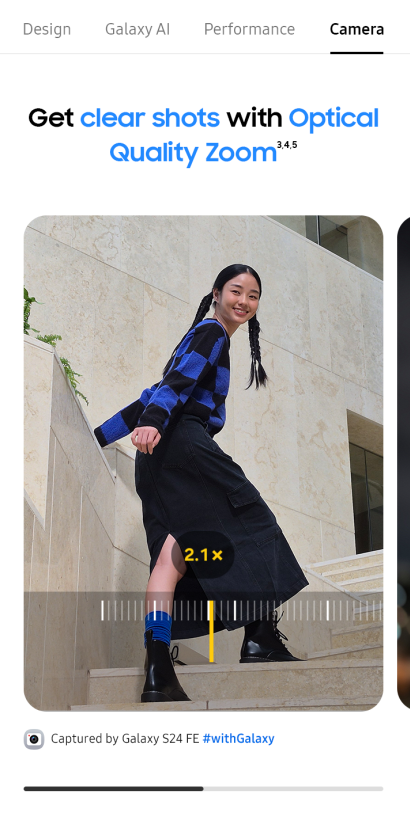 Design Galaxy AI Performance Camera
Get clear shots with Optical
Quality Zoom3,4,5
2.1×
Captured by Galaxy S24 FE #withGalaxy